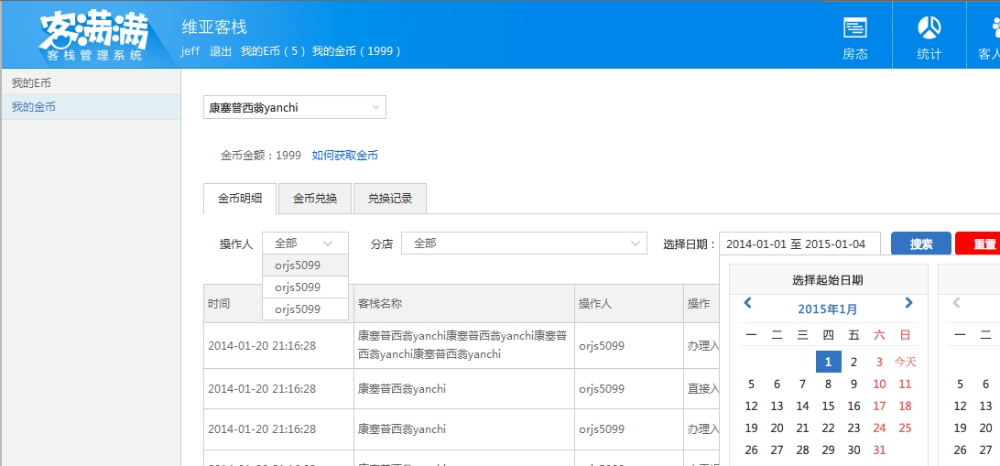 客满满
客栈管理系统
维亚客栈
jeff 退出 我的E币（5） 我的金币（1999）
房态
统计
客人
我的E币
我的金币
康塞普西翁yanchi
金币金额：1999 如何获取金币
金币明细 金币兑换 兑换记录
操作人 全部 分店 全部 选择日期： 2014-01-01 至 2015-01-04 搜索 重置
orjs5099
orjs5099
orjs5099
选择起始日期
2015年1月
一 二 三 四 五 六 日 一 二
1 2 3 今天
5 6 7 8 9 10 11 5 6
12 13 14 15 16 17 18 12 13
19 20 21 22 23 24 25 19 20
26 27 28 29 30 31 26 27
时间 客栈名称 操作人 操作
2014-01-20 21:16:28 康塞普西翁yanchi康塞普西翁yanchi康塞普
西翁yanchi康塞普西翁yanchi orjs5099 办理入
2014-01-20 21:16:28 康塞普西翁yanchi orjs5099 直接入
2014-01-20 21:16:28 康塞普西翁yanchi orjs5099 办理入